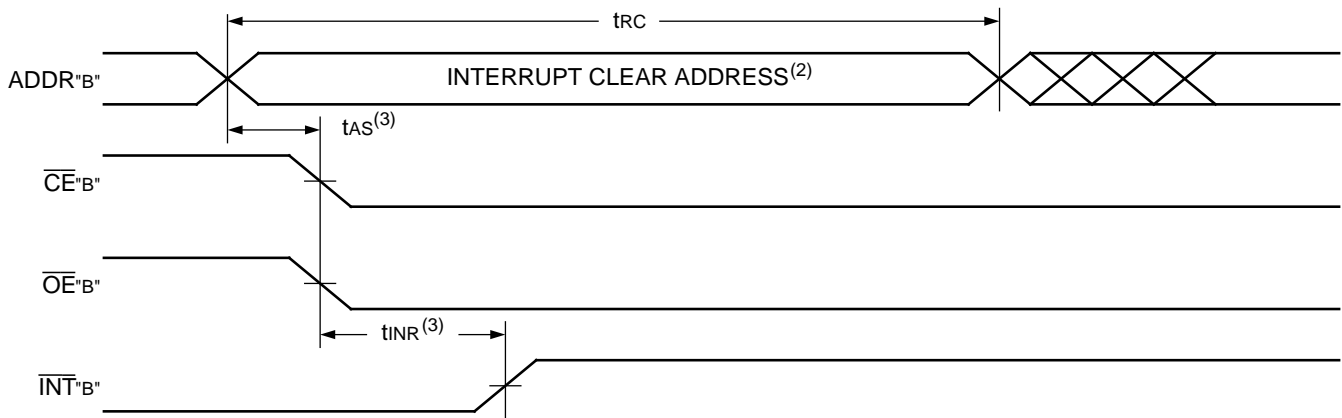 tRC
ADDR"B"
INTERRUPT CLEAR ADDRESS(2)
tAS(3)
CE"B"
OE"B"
tINR(3)
INT"B"